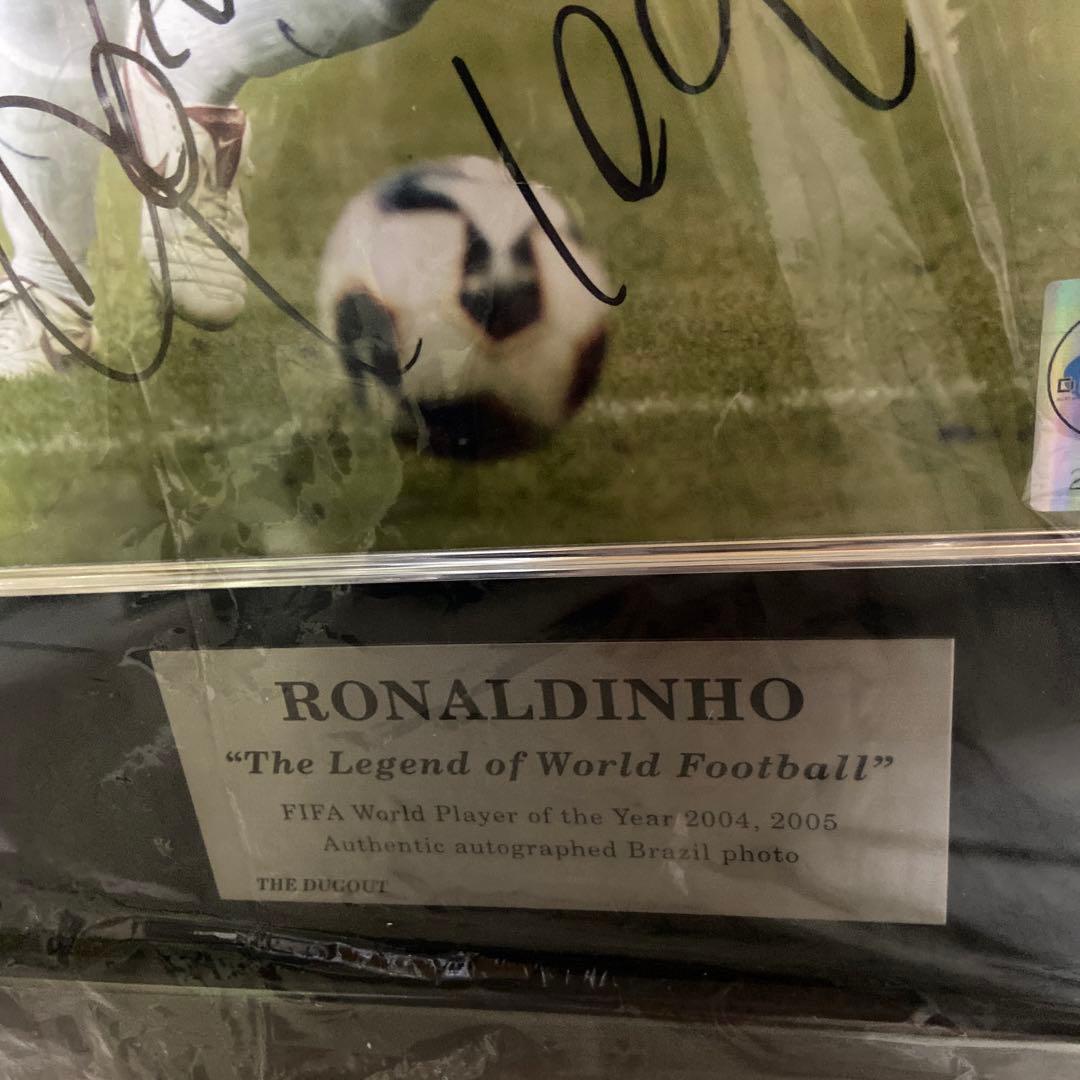 RONALDINHO
“The Legend of World Football”
FIFA World Player of the Year 2004, 2005
Authentic autographed Brazil photo
THE DUGOUT